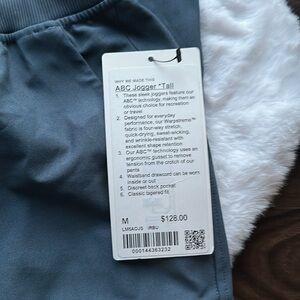 WHY WE MADE THIS
ABC Jogger *Tall
1. These sleek joggers feature our
ABC™ technology, making them an
obvious choice for recreation
or travel
2. Designed for everyday
performance, our Warpstreme™
fabric is four-way stretch,
quick-drying, sweat-wicking,
and wrinkle-resistant with
excellent shape retention
3. Our ABC™ technology uses an
ergonomic gusset to remove
tension from the crotch of
pants
4. Waistband drawcord can be worn
inside or out
5. Discreet back pocket
6. Classic tapered fit
M
$128.00
LM5AOJS IRBU
000144363232